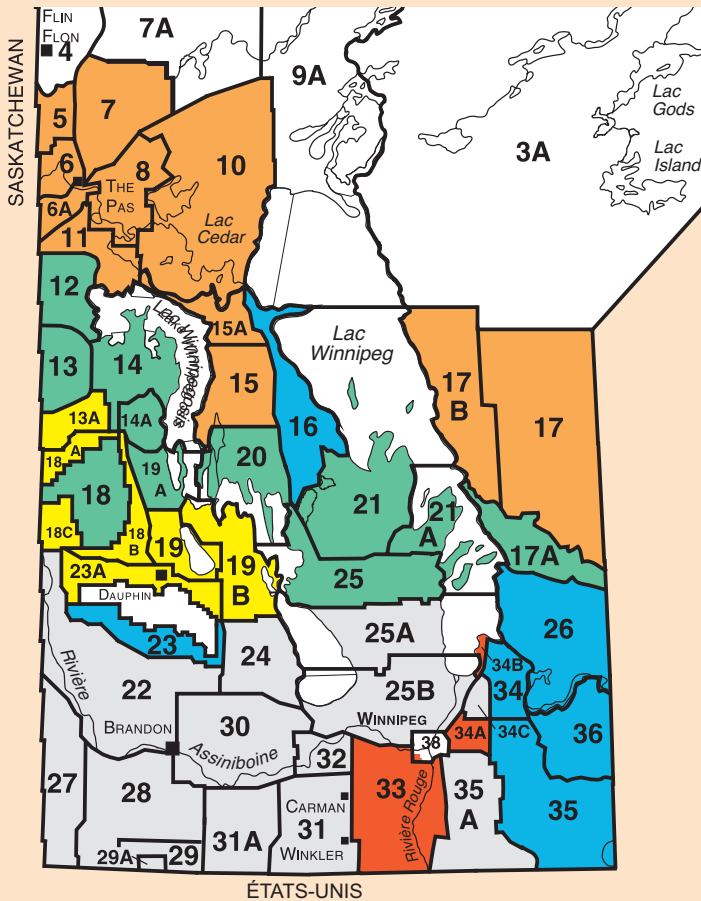 FLIN
FLON
4
7A
9A
Lac
Gods
Lac
Island
3A
SASKATCHEWAN
5
7
6
8
10
THE
PAS
6A
Lac
Cedar
11
12
15A
Lac
Winnipeg
13
14
15
17
B
17
13A
14A
16
18
A
19
A
20
18
21
21
A
18C
18
B
19
19
B
17A
23A
25
DAUPHIN
23
25A
26
24
34B
34
22
25B
Rivière
WINNIPEG
BRANDON
30
Assiniboine
38
34A
34C
36
32
27
28
33
35
A
35
CARMAN
31A
31
WINKLER
Rivière Rouge
29A
29
ÉTATS-UNIS